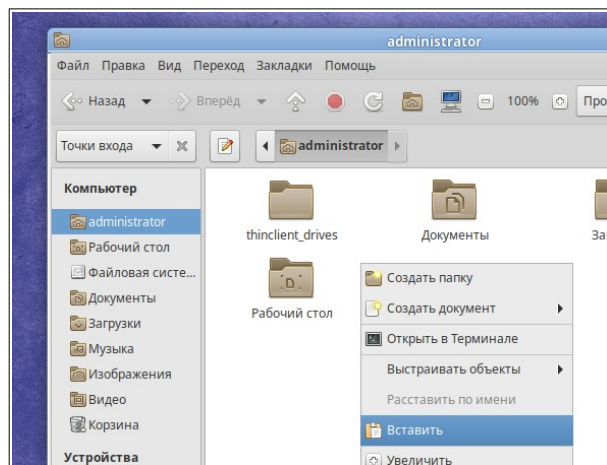 administrator
Файл Правка Вид Переход Закладки Помощь
Назад Вперёд 100%
Точки входа administrator
Компьютер
administrator
Рабочий стол
Файловая систе...
Документы
Загрузки
Музыка
Изображения
Видео
Корзина
Устройства
thinclient_drives Документы
Рабочий стол
Создать папку
Создать документ
Открыть в Терминале
Выстраивать объекты
Расставить по имени
Вставить
Увеличить